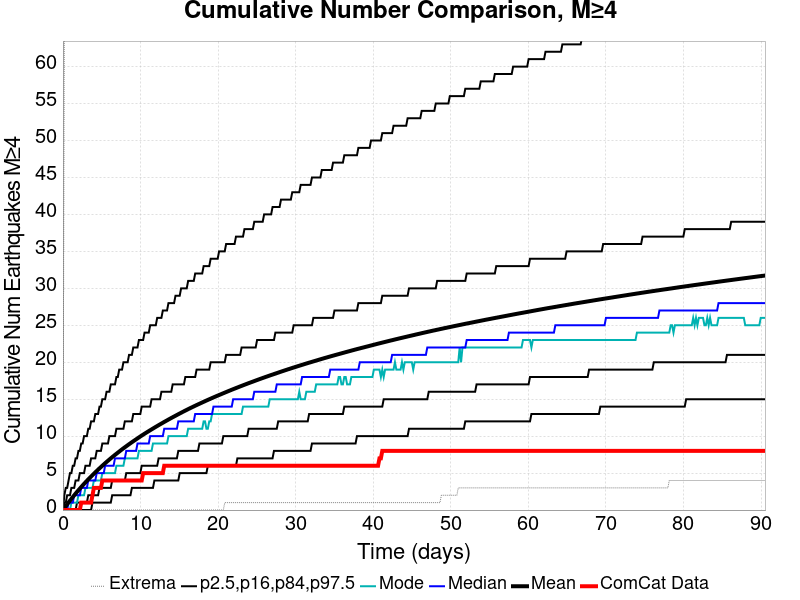 Cumulative Number Comparison, M≥4
Cumulative Num Earthquakes M≥4
60
55
50
45
40
35
30
25
20
15
10
5
0
0 10 20 30 40 50 60 70 80 90
Time (days)
Extrema p2.5,p16,p84,p97.5 Mode Median Mean ComCat Data